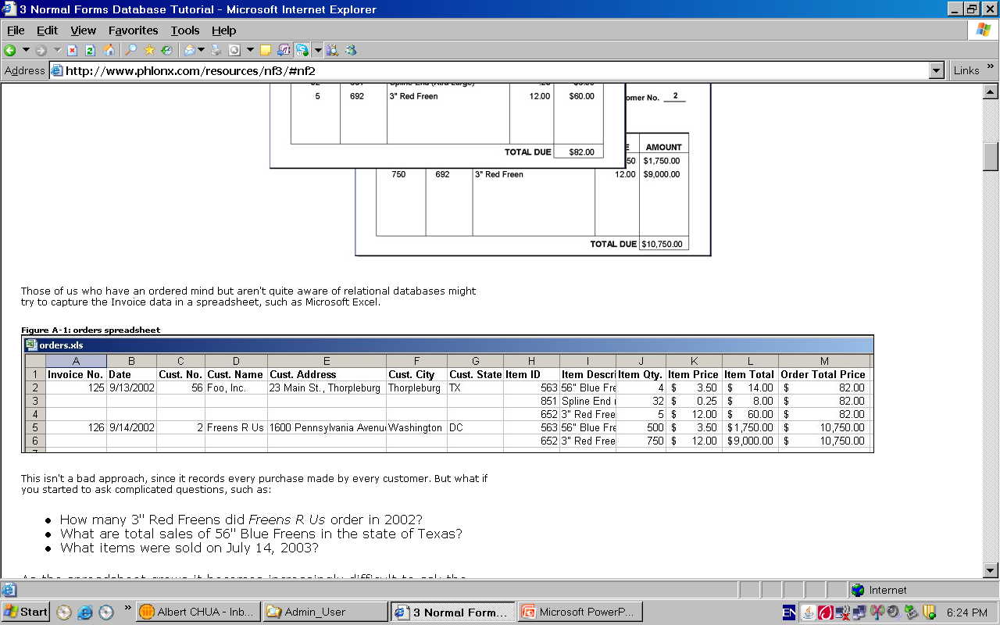 3 Normal Forms Database Tutorial - Microsoft Internet Explorer
File Edit View Favorites Tools Help
Address http://www.phlonx.com/resources/nf3/#nf2 Links »
5 692 3" Red Freen 12.00 $60.00
omer No. 2
TOTAL DUE $82.00
E AMOUNT
50 $1,750.00
750 692 3" Red Freen 12.00 $9,000.00
TOTAL DUE $10,750.00
Those of us who have an ordered mind but aren't quite aware of relational databases might
try to capture the Invoice data in a spreadsheet, such as Microsoft Excel.
Figure A-1: orders spreadsheet
orders.xls
A B C D E F G H I J K L M
1 Invoice No. Date Cust. No. Cust. Name Cust. Address Cust. City Cust. State Item ID Item Descri Item Qty. Item Price Item Total Order Total Price
2 125 9/13/2002 56 Foo, Inc. 23 Main St., Thorpleburg Thorpleburg TX 563 56" Blue Fre 4 $ 3.50 $ 14.00 $ 82.00
3 851 Spline End 32 $ 0.25 $ 8.00 $ 82.00
4 652 3" Red Free 5 $ 12.00 $ 60.00 $ 82.00
5 126 9/14/2002 2 Freens R Us 1600 Pennsylvania Avenu Washington DC 563 56" Blue Fre 500 $ 3.50 $1,750.00 $ 10,750.00
6 652 3" Red Free 750 $ 12.00 $9,000.00 $ 10,750.00
This isn't a bad approach, since it records every purchase made by every customer. But what if
you started to ask complicated questions, such as:
• How many 3" Red Freens did Freens R Us order in 2002?
• What are total sales of 56" Blue Freens in the state of Texas?
• What items were sold on July 14, 2003?
Internet
Start » Albert CHUA - Inb... Admin_User 3 Normal Form... Microsoft PowerP... EN 6:24 PM